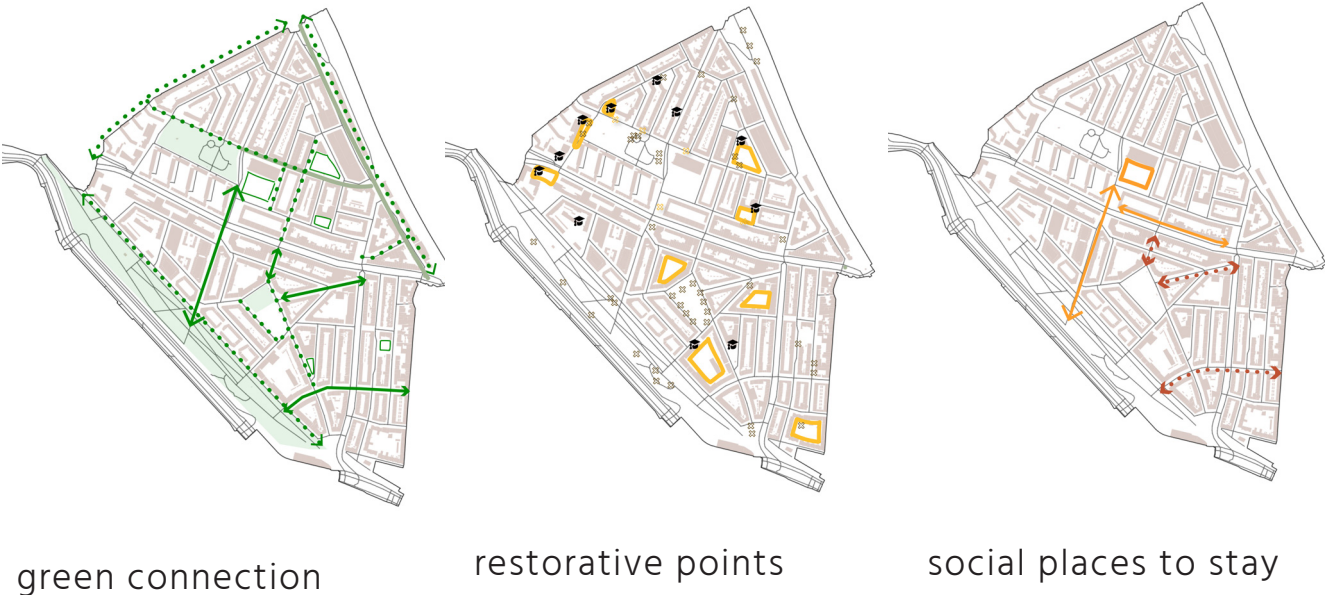 green connection
restorative points
social places to stay